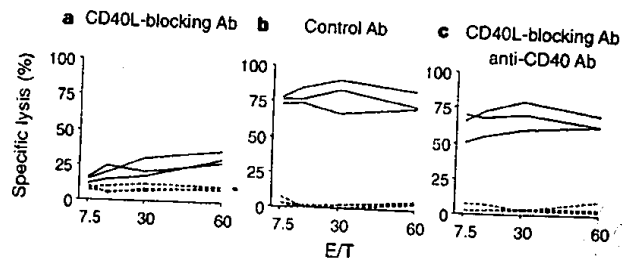 a CD40L-blocking Ab
b Control Ab
c CD40L-blocking Ab
anti-CD40 Ab
Specific lysis (%)
100
75
50
25
0
7.5 30 60
100
75
50
25
0
7.5 30 60
100
75
50
25
0
7.5 30 60
E/T